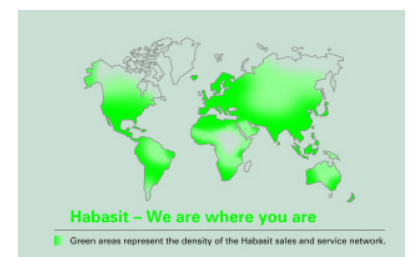 Habasit – We are where you are
Green areas represent the density of the Habasit sales and service network.